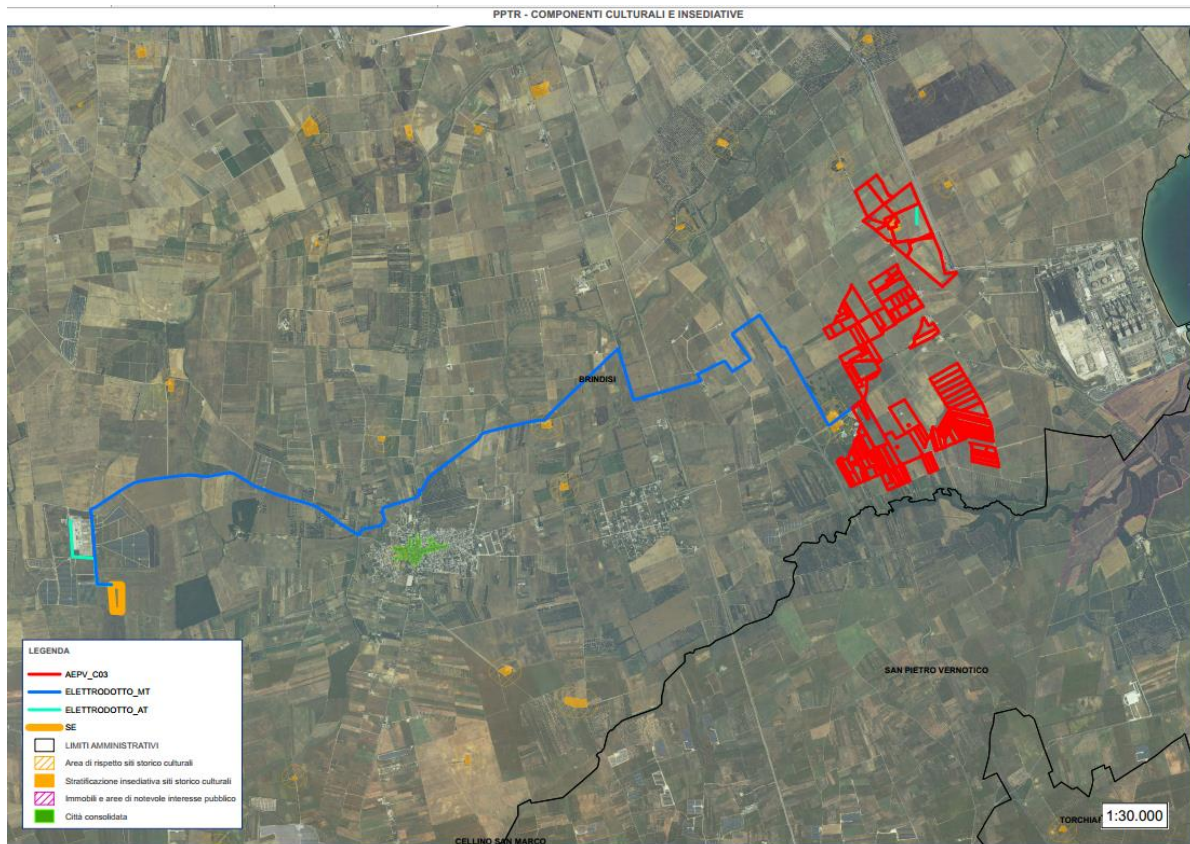 PPTR - COMPONENTI CULTURALI E INSEDIATIVE
BRINDISI
SAN PIETRO VERNOTICO
LEGENDA
AEPV_C03
ELETTRODOTTO_MT
ELETTRODOTTO_AT
SE
LIMITI AMMINISTRATIVI
Area di rispetto siti storico culturali
Stratificazione insediativa siti storico culturali
Immobili e aree di notevole interesse pubblico
Città consolidata
1:30.000
CELLINO SAN MARCO